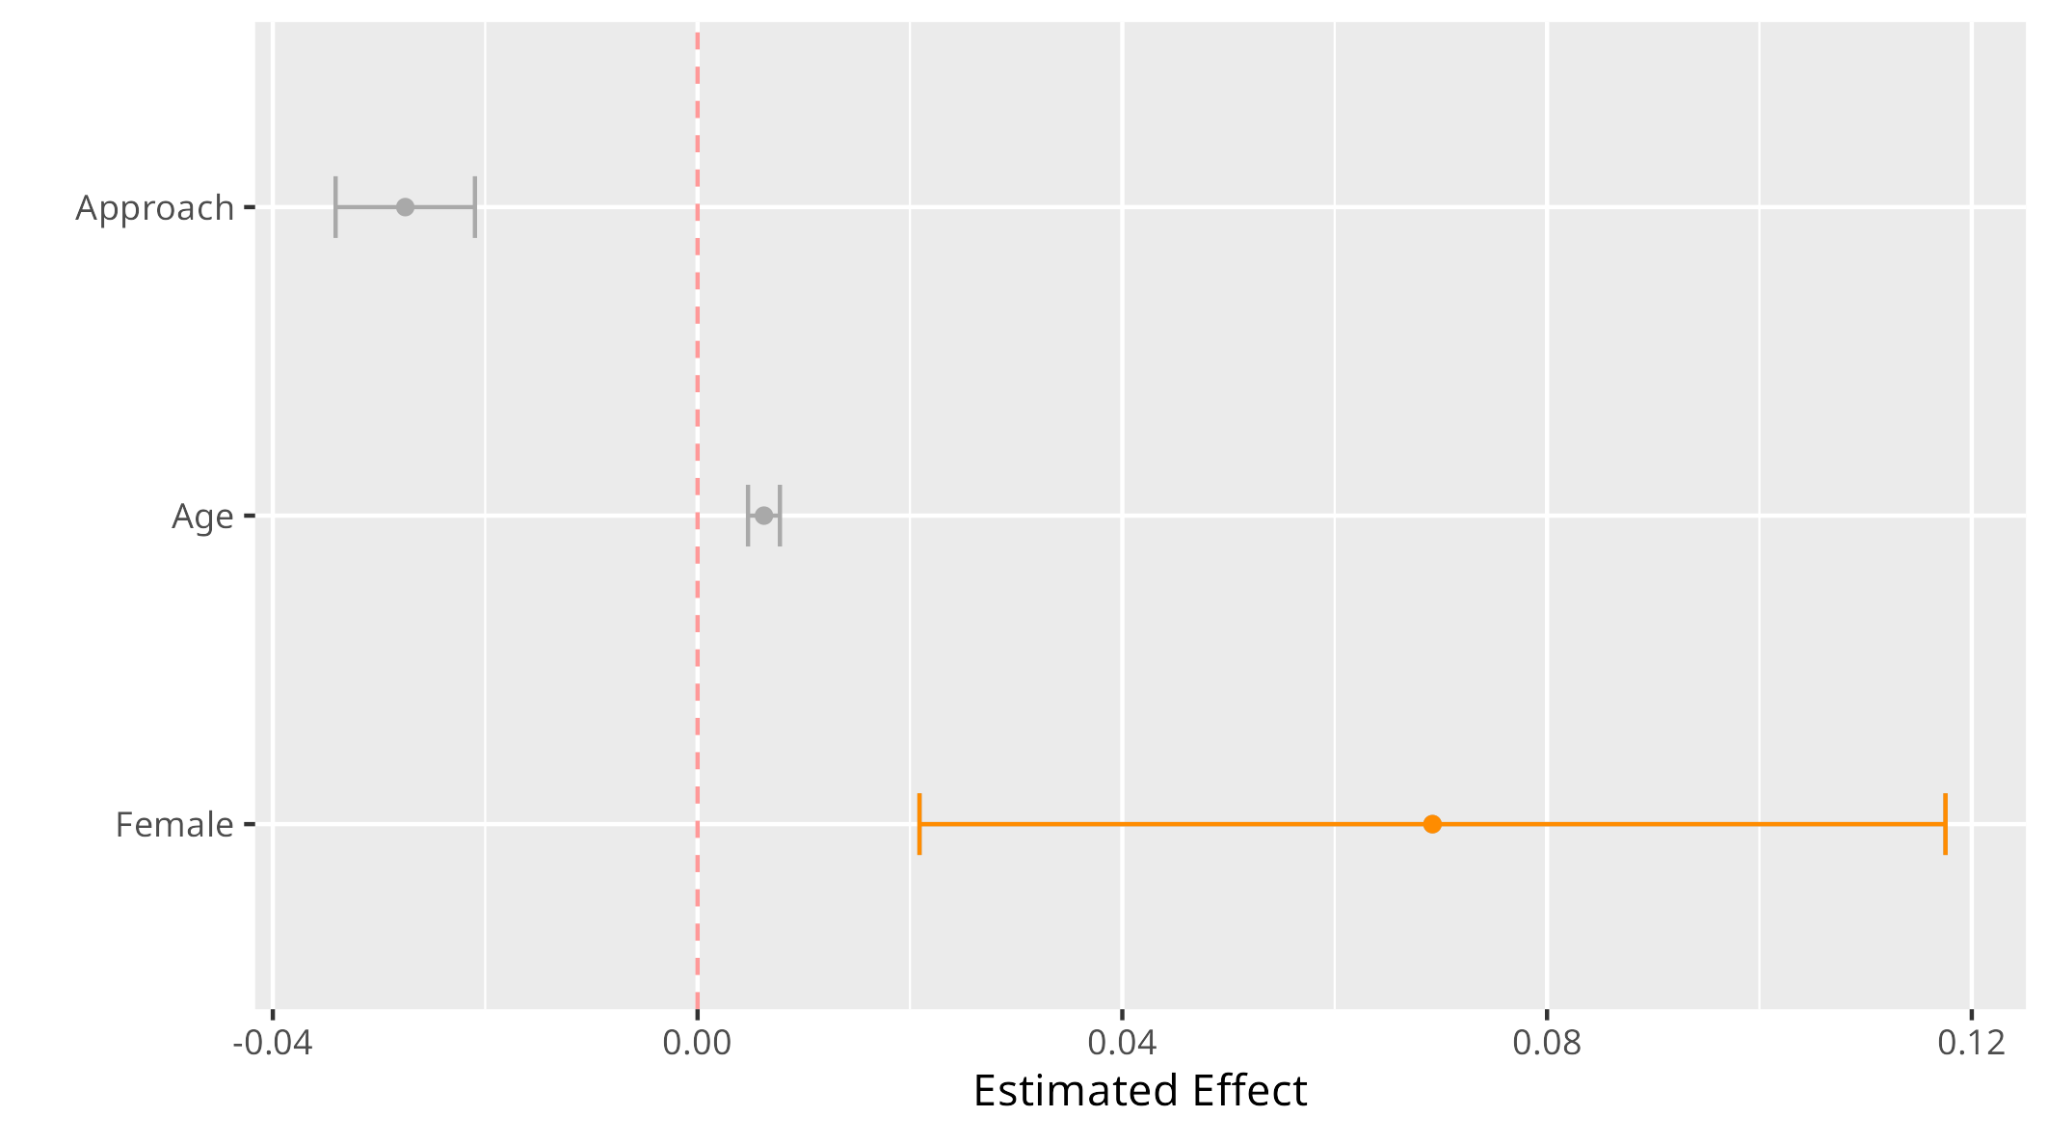 Approach
Age
Female
-0.04 0.00 0.04 0.08 0.12
Estimated Effect